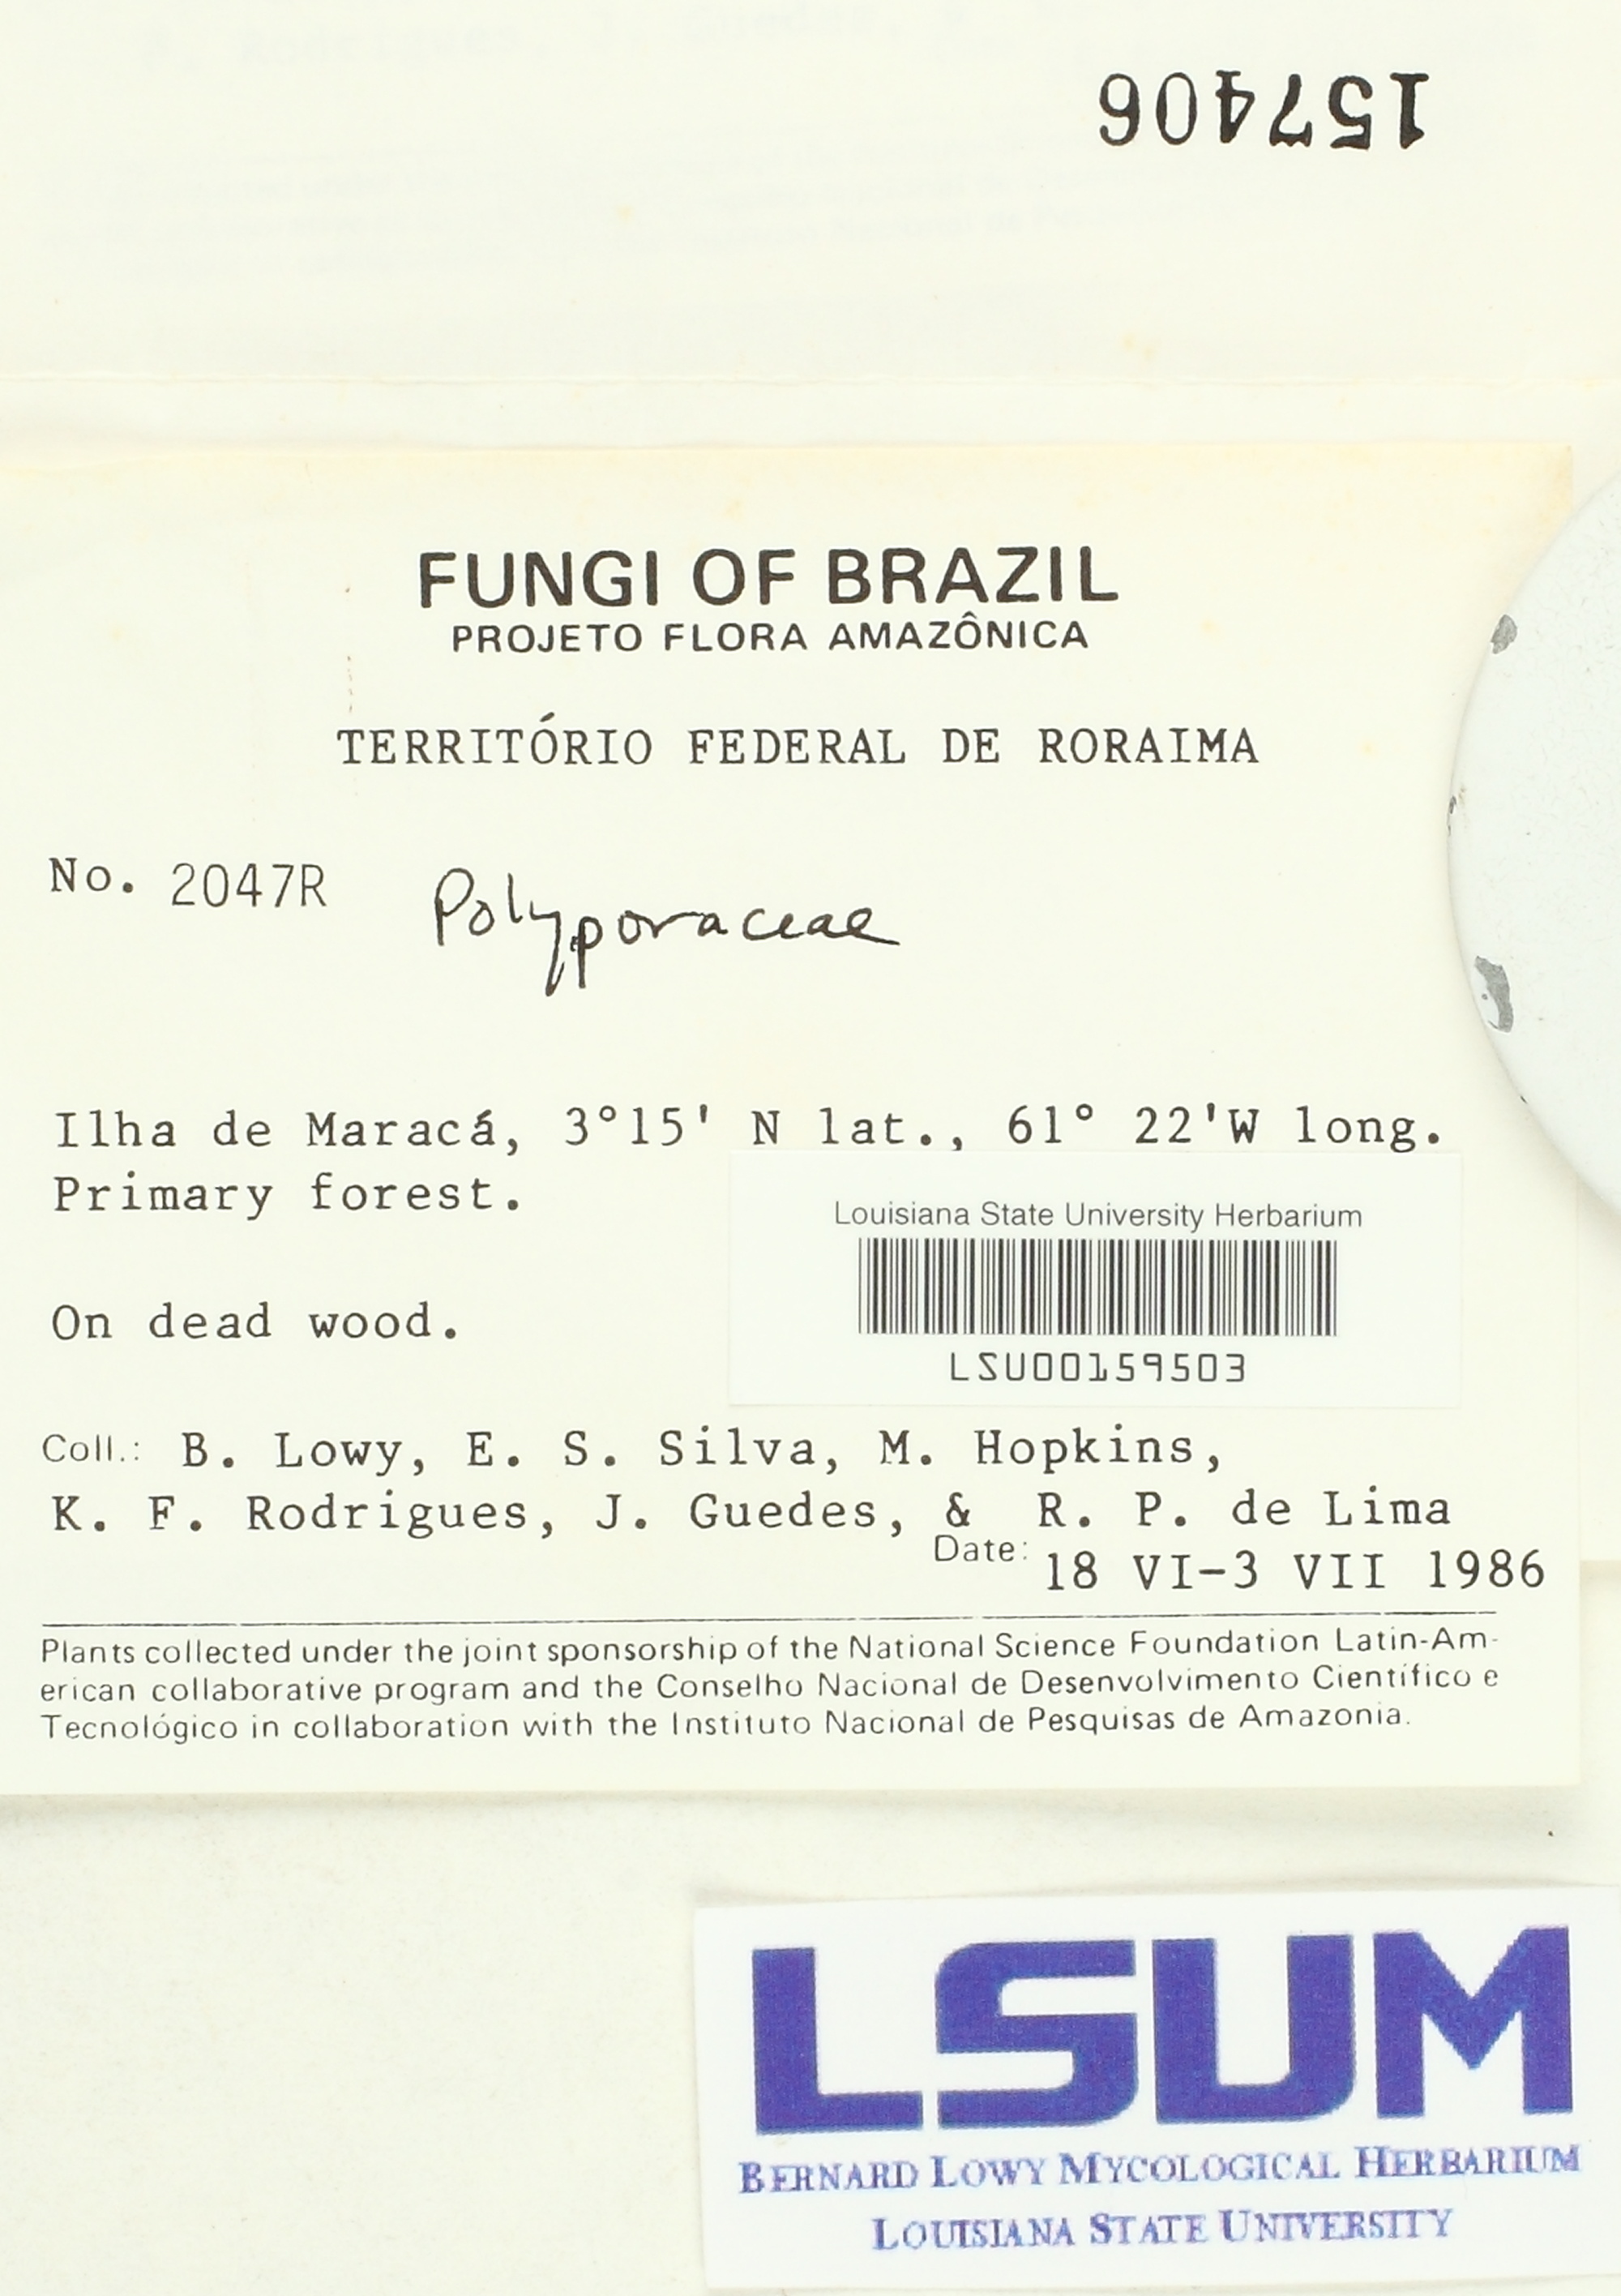 157406
FUNGI OF BRAZIL
PROJETO FLORA AMAZÔNICA
TERRITÓRIO FEDERAL DE RORAIMA
No. 2047R Polyporaceae
Ilha de Maracá, 3°15' N lat., 61° 22'W long.
Primary forest.
Louisiana State University Herbarium
On dead wood.
LSU00159503
Coll.: B. Lowy, E. S. Silva, M. Hopkins,
K. F. Rodrigues, J. Guedes, & R. P. de Lima
Date: 18 VI-3 VII 1986
Plants collected under the joint sponsorship of the National Science Foundation Latin-Am-
erican collaborative program and the Conselho Nacional de Desenvolvimento Científico e
Tecnológico in collaboration with the Instituto Nacional de Pesquisas de Amazonia.
LSUM
BERNARD LOWY MYCOLOGICAL HERBARIUM
LOUISIANA STATE UNIVERSITY